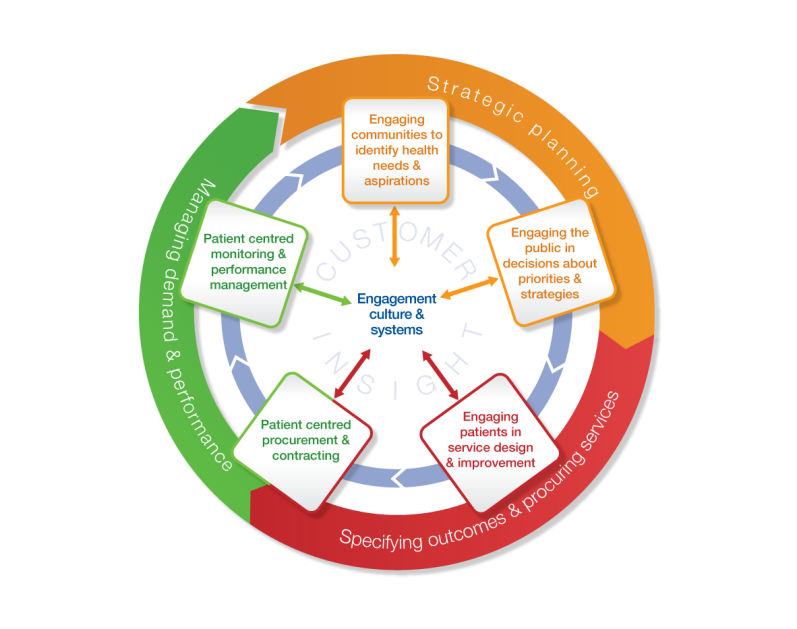 Strategic planning
Engaging
communities to
identify health
needs &
aspirations
Engaging the
public in
decisions about
priorities &
strategies
Specifying outcomes & procuring services
Engaging
patients in
service design
& improvement
Patient centred
procurement &
contracting
Managing demand & performance
Patient centred
monitoring &
performance
management
CUSTOMER
INSIGHT
Engagement
culture &
systems